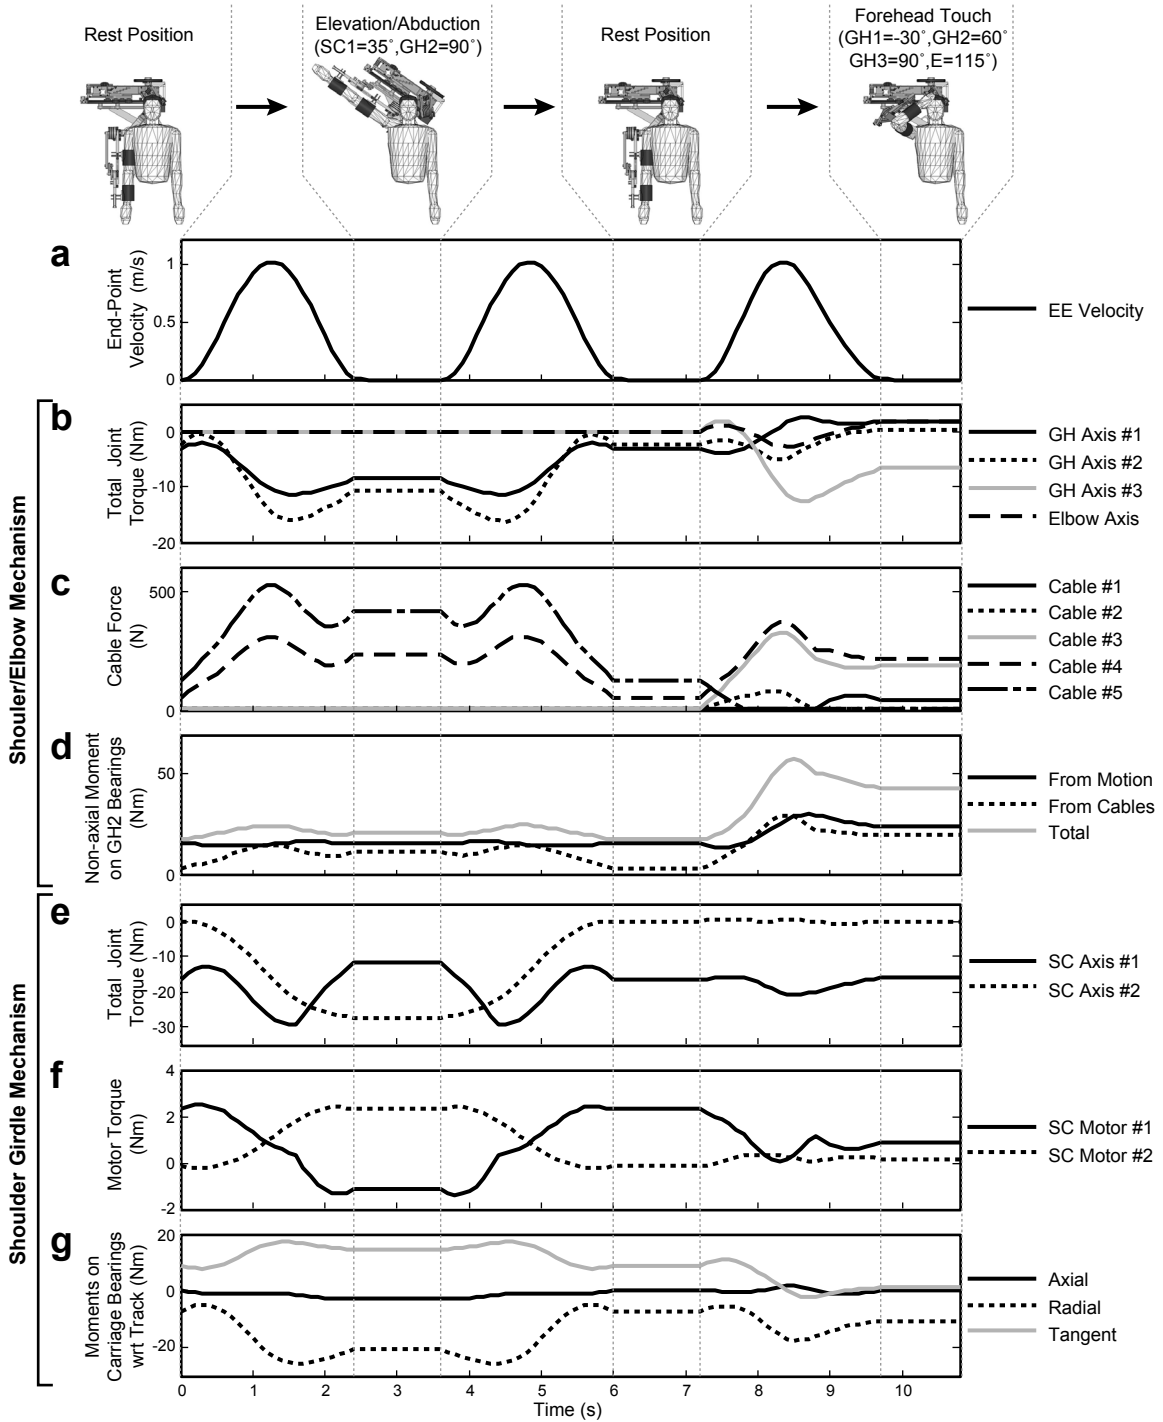 Rest Position
Elevation/Abduction
(SC1=35˚,GH2=90˚)
Rest Position
Forehead Touch
(GH1=-30˚,GH2=60˚
GH3=90˚,E=115˚)
a
End-Point
Velocity (m/s)
1
0.5
0
EE Velocity
Shouler/Elbow Mechanism
b
Total Joint
Torque (Nm)
0
-10
-20
GH Axis #1
GH Axis #2
GH Axis #3
Elbow Axis
c
Cable Force
(N)
500
0
Cable #1
Cable #2
Cable #3
Cable #4
Cable #5
d
Non-axial Moment
on GH2 Bearings
(Nm)
50
0
From Motion
From Cables
Total
Shoulder Girdle Mechanism
e
Total Joint
Torque (Nm)
0
-10
-20
-30
SC Axis #1
SC Axis #2
f
Motor Torque
(Nm)
4
2
0
-2
SC Motor #1
SC Motor #2
g
Moments on
Carriage Bearings
wrt Track (Nm)
20
0
-20
Axial
Radial
Tangent
0 1 2 3 4 5 6 7 8 9 10
Time (s)